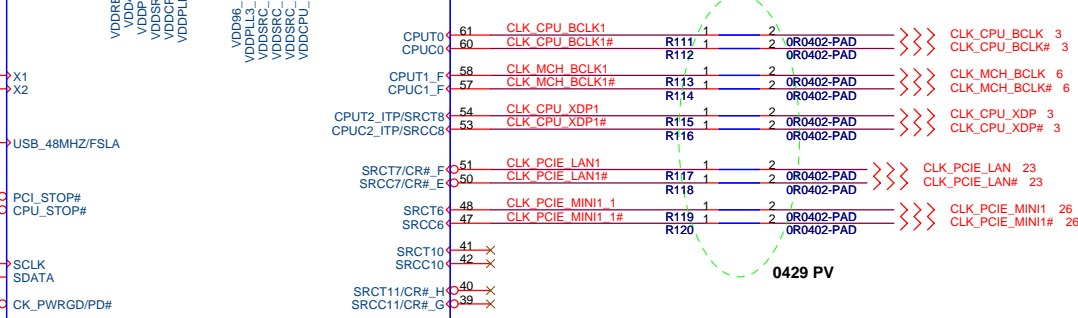 VDD96_
VDDPLL3_
VDDSRC_
VDDSRC_
VDDSRC_
VDDCPU_
61 CLK_CPU_BCLK1 1 2 CLK_CPU_BCLK 3
CPUT0
60 CLK_CPU_BCLK1# R111 1 2 0R0402-PAD CLK_CPU_BCLK# 3
CPUC0
R112 0R0402-PAD
58 CLK_MCH_BCLK1 1 2 CLK_MCH_BCLK 6
X1 CPUT1_F
57 CLK_MCH_BCLK1# R113 1 2 0R0402-PAD CLK_MCH_BCLK# 6
X2 CPUC1_F
R114 0R0402-PAD
54 CLK_CPU_XDP1 1 2 CLK_CPU_XDP 3
CPUT2_ITP/SRCT8
53 CLK_CPU_XDP1# R115 1 2 0R0402-PAD CLK_CPU_XDP# 3
CPUC2_ITP/SRCC8
R116 0R0402-PAD
USB_48MHZ/FSLA
51 CLK_PCIE_LAN1 1 2 CLK_PCIE_LAN 23
SRCT7/CR#_F
50 CLK_PCIE_LAN1# R117 1 2 0R0402-PAD CLK_PCIE_LAN# 23
SRCC7/CR#_E
R118 0R0402-PAD
PCI_STOP#
48 CLK_PCIE_MINI1_1 1 2 CLK_PCIE_MINI1 26
CPU_STOP# SRCT6
47 CLK_PCIE_MINI1_1# R119 1 2 0R0402-PAD CLK_PCIE_MINI1# 26
SRCC6
R120 0R0402-PAD
SRCT10 41
SCLK SRCC10 42
SDATA 0429 PV
SRCT11/CR#_H 40
CK_PWRGD/PD# SRCC11/CR#_G 39